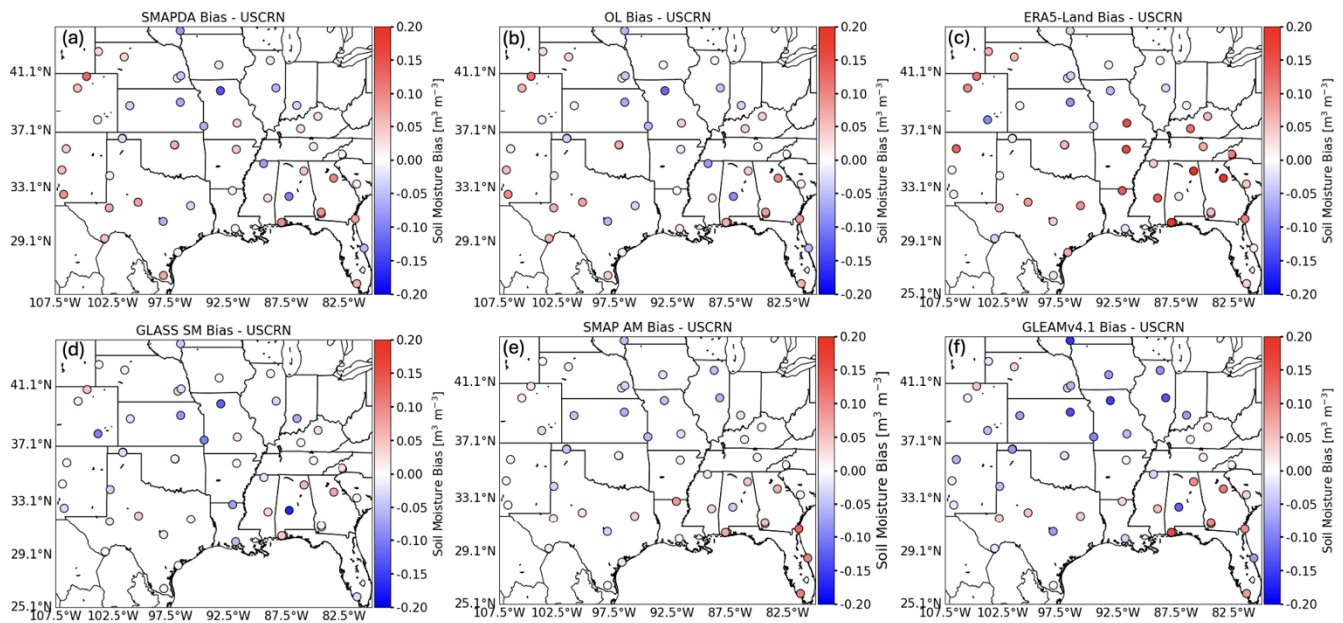 SMAPDA Bias - USCRN
(a)
41.1°N
37.1°N
33.1°N
29.1°N
107.5°W 102.5°W 97.5°W 92.5°W 87.5°W 82.5°W
0.20
0.15
0.10
0.05
0.00
-0.05
-0.10
-0.15
-0.20
Soil Moisture Bias [m³ m⁻³]
OL Bias - USCRN
(b)
41.1°N
37.1°N
33.1°N
29.1°N
107.5°W 102.5°W 97.5°W 92.5°W 87.5°W 82.5°W
0.20
0.15
0.10
0.05
0.00
-0.05
-0.10
-0.15
-0.20
Soil Moisture Bias [m³ m⁻³]
ERA5-Land Bias - USCRN
(c)
41.1°N
37.1°N
33.1°N
29.1°N
25.1°N
107.5°W 102.5°W 97.5°W 92.5°W 87.5°W 82.5°W
0.20
0.15
0.10
0.05
0.00
-0.05
-0.10
-0.15
-0.20
Soil Moisture Bias [m³ m⁻³]
GLASS SM Bias - USCRN
(d)
41.1°N
37.1°N
33.1°N
29.1°N
25.1°N
107.5°W 102.5°W 97.5°W 92.5°W 87.5°W 82.5°W
0.20
0.15
0.10
0.05
0.00
-0.05
-0.10
-0.15
-0.20
Soil Moisture Bias [m³ m⁻³]
SMAP AM Bias - USCRN
(e)
41.1°N
37.1°N
33.1°N
29.1°N
25.1°N
107.5°W 102.5°W 97.5°W 92.5°W 87.5°W 82.5°W
0.20
0.15
0.10
0.05
0.00
-0.05
-0.10
-0.15
-0.20
Soil Moisture Bias [m³ m⁻³]
GLEAMv4.1 Bias - USCRN
(f)
41.1°N
37.1°N
33.1°N
29.1°N
25.1°N
107.5°W 102.5°W 97.5°W 92.5°W 87.5°W 82.5°W
0.20
0.15
0.10
0.05
0.00
-0.05
-0.10
-0.15
-0.20
Soil Moisture Bias [m³ m⁻³]